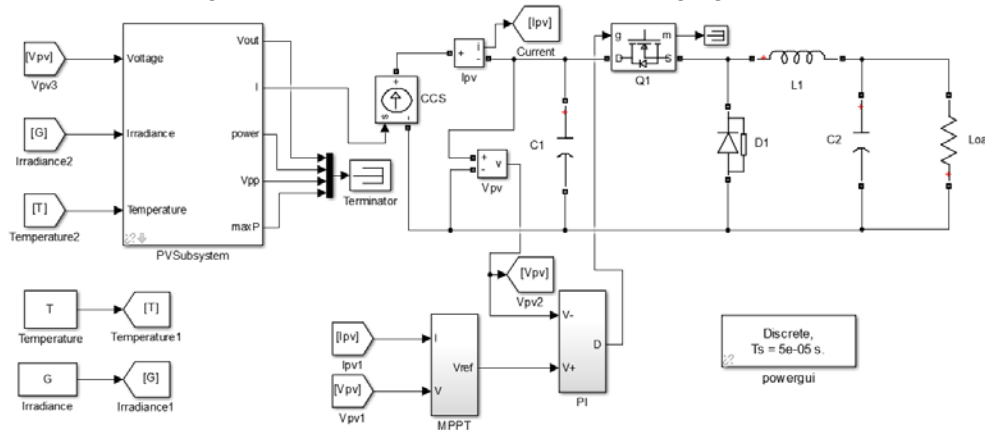 [Vpv]
Vpv3
[G]
Irradiance2
[T]
Temperature2
Voltage
Irradiance
Temperature
Vout
I
power
Vpp
maxP
PVSubsystem
Terminator
+
s
-
CCS
+
i
-
Ipv
[Ipv]
Current
+
-
v
Vpv
C1
g
m
D
S
Q1
D1
L1
C2
Loa
T
Temperature
[T]
Temperature1
G
Irradiance
[G]
Irradiance1
[Ipv]
Ipv1
[Vpv]
Vpv1
I
V
Vref
MPPT
[Vpv]
Vpv2
V-
V+
D
PI
Discrete,
Ts = 5e-05 s.
powergui